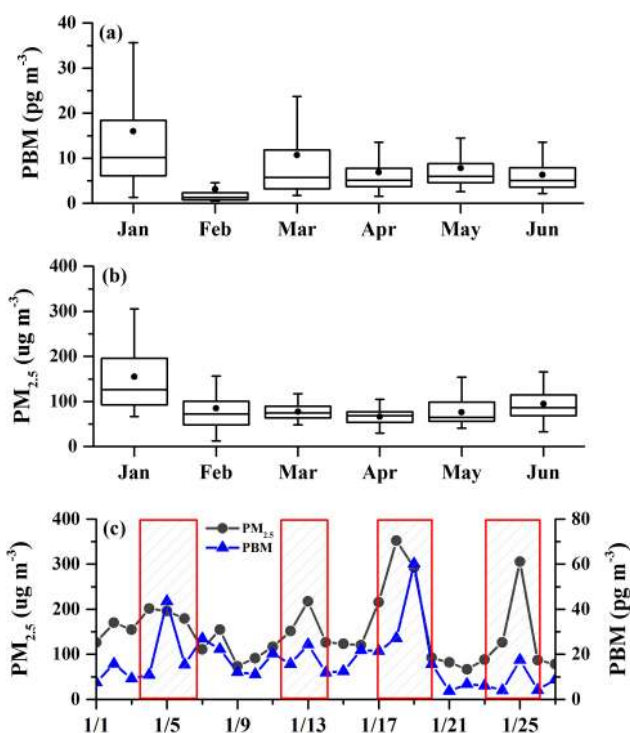 (a)
PBM (pg m-3)
40
30
20
10
0
Jan Feb Mar Apr May Jun
(b)
PM2.5 (ug m-3)
400
300
200
100
0
Jan Feb Mar Apr May Jun
(c)
PM2.5
PBM
PM2.5 (ug m-3)
400
300
200
100
0
80
60
40
20
0
PBM (pg m-3)
1/1 1/5 1/9 1/13 1/17 1/21 1/25